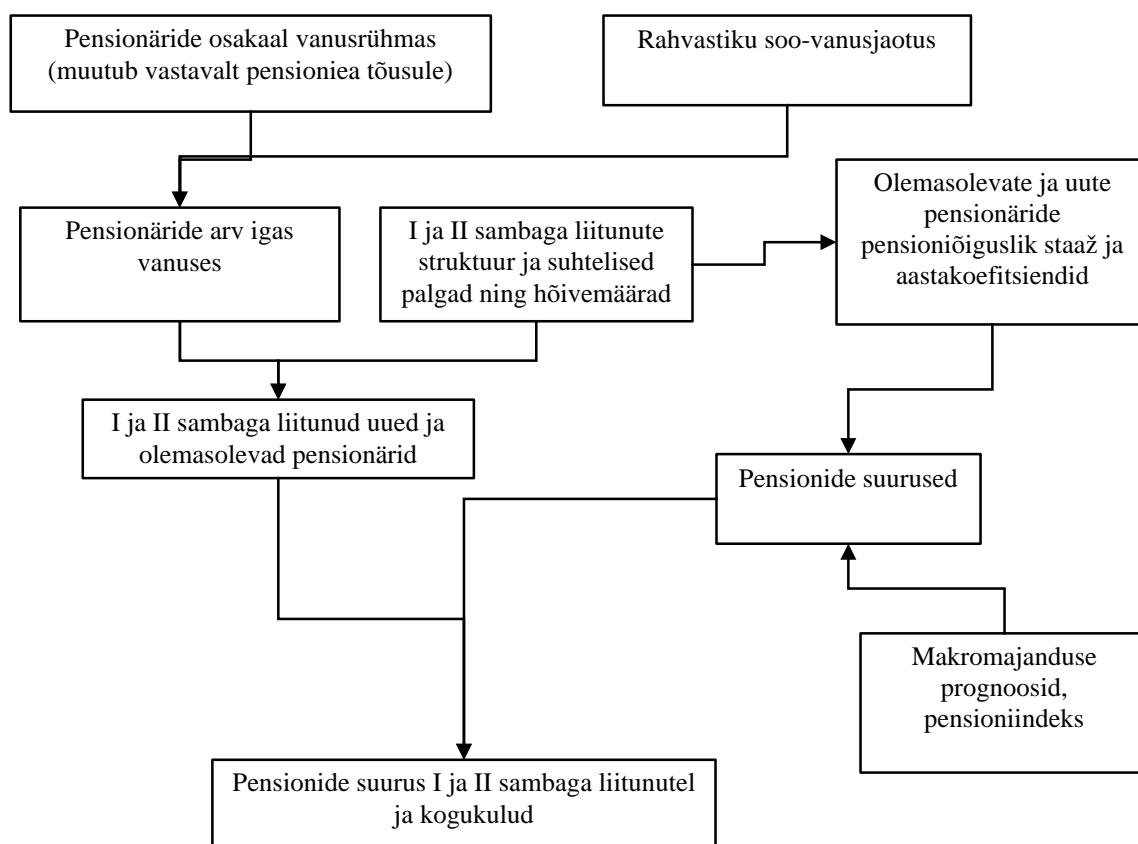 Pensionäride osakaal vanusrühmas
(muutub vastavalt pensioniea tõusule)
Rahvastiku soo-vanusjaotus
Pensionäride arv igas
vanuses
I ja II sambaga liitunute
struktuur ja suhtelised
palgad ning hõivemäärad
Olemasolevate ja uute
pensionäride
pensioniõiguslik staaž ja
aastakoefitsiendid
I ja II sambaga liitunud uued ja
olemasolevad pensionärid
Pensionide suurused
Makromajanduse
prognoosid,
pensioniindeks
Pensionide suurus I ja II sambaga liitunutel
ja kogukulud